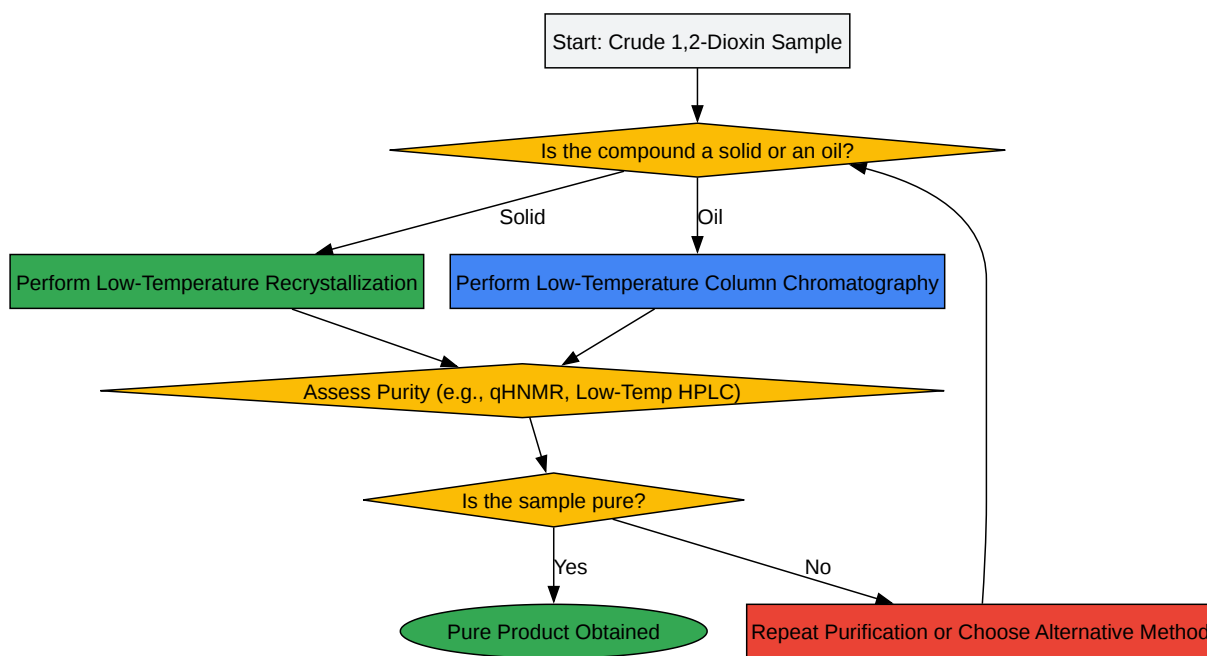 Start: Crude 1,2-Dioxin Sample
Is the compound a solid or an oil?
Solid
Oil
Perform Low-Temperature Recrystallization
Perform Low-Temperature Column Chromatography
Assess Purity (e.g., qHNMR, Low-Temp HPLC)
Is the sample pure?
Yes
No
Pure Product Obtained
Repeat Purification or Choose Alternative Method